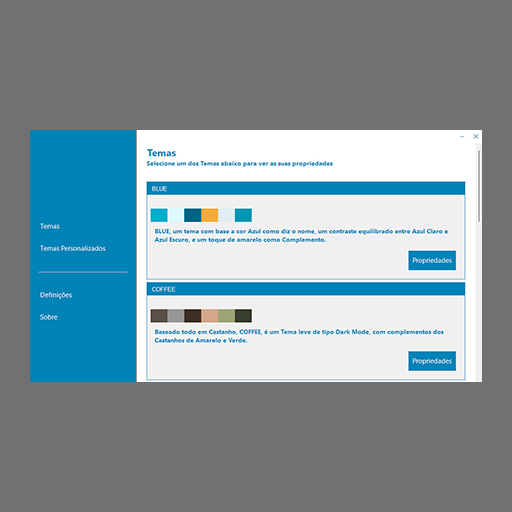 Temas
Selecione um dos Temas abaixo para ver as suas propriedades
Temas
Temas Personalizados
Definições
Sobre
BLUE
BLUE, um tema com base a cor Azul como diz o nome, um contraste equilibrado entre Azul Claro e
Azul Escuro, e um toque de amarelo como Complemento.
Propriedades
COFFEE
Baseado todo em Castanho, COFFEE, é um Tema leve de tipo Dark Mode, com complementos dos
Castanhos de Amarelo e Verde.
Propriedades